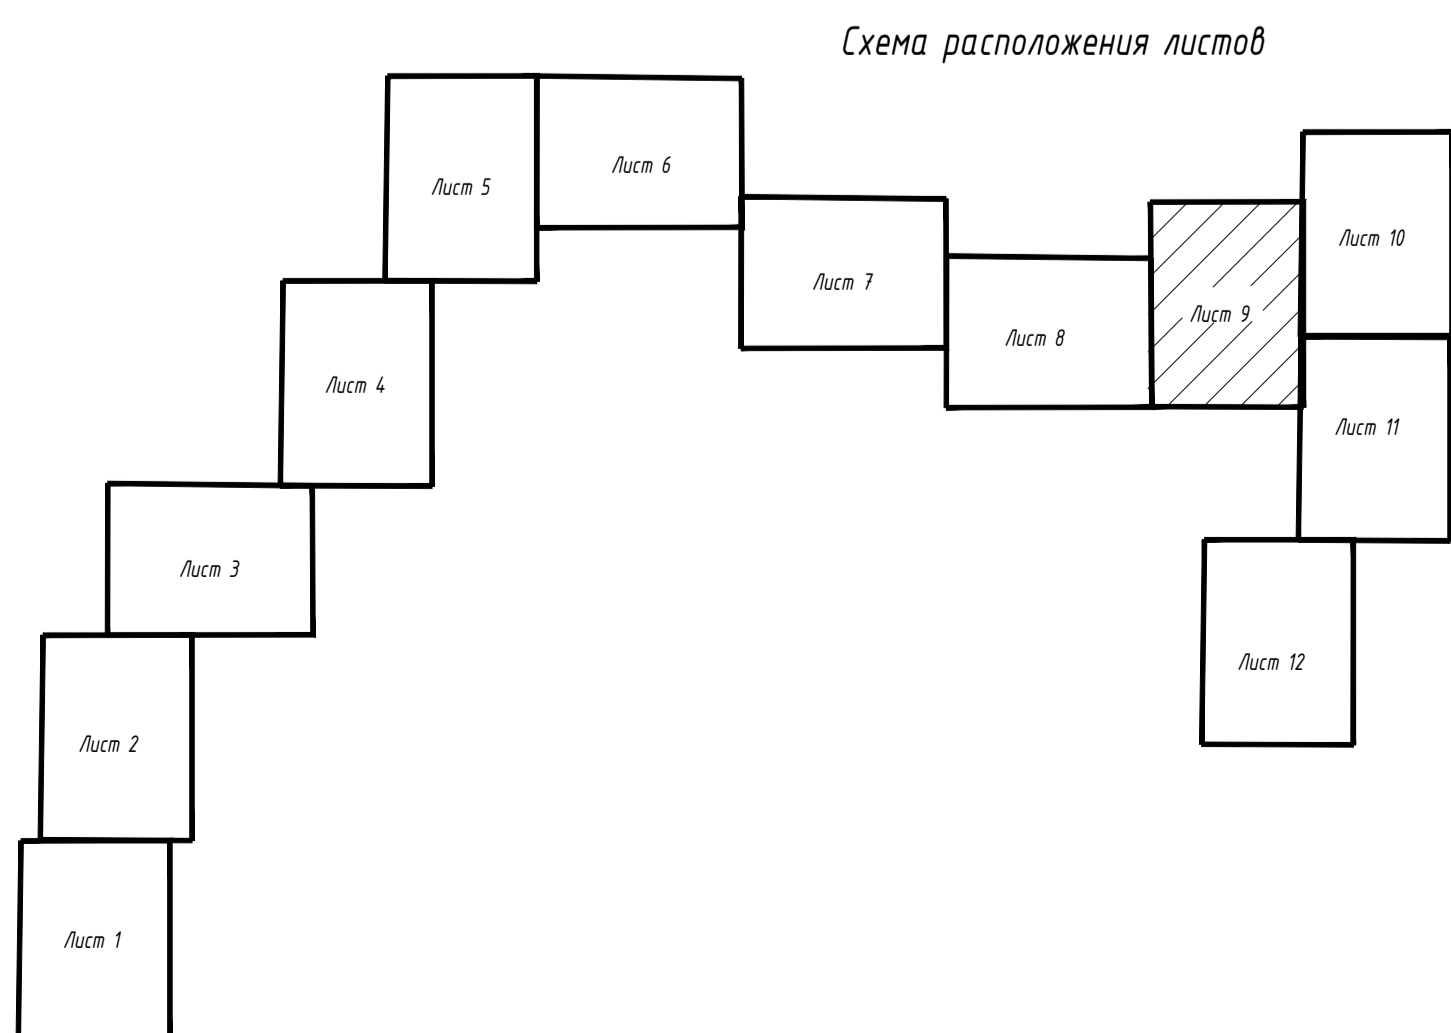 Схема расположения листов
Лист 5
Лист 6
Лист 7
Лист 8
Лист 9
Лист 10
Лист 4
Лист 11
Лист 3
Лист 12
Лист 2
Лист 1